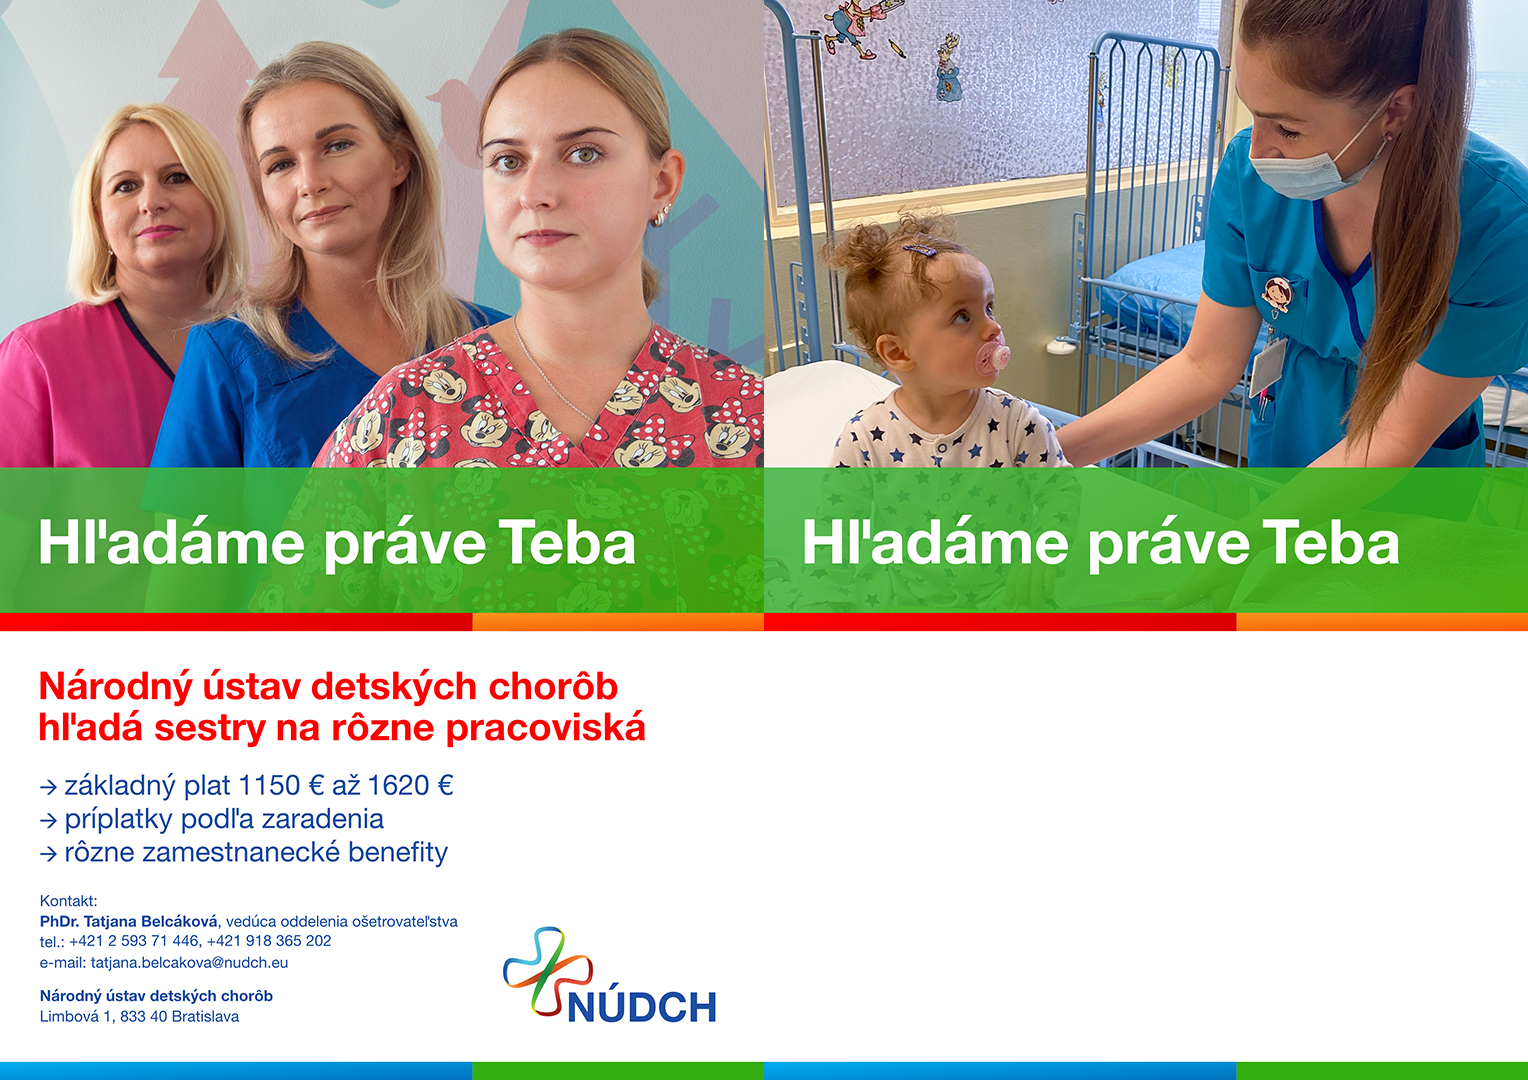 Hľadáme práve Teba
Hľadáme práve Teba
Národný ústav detských chorôb
hľadá sestry na rôzne pracoviská
→ základný plat 1150 € až 1620 €
→ príplatky podľa zaradenia
→ rôzne zamestnanecké benefity
Kontakt:
PhDr. Tatjana Belcáková, vedúca oddelenia ošetrovateľstva
tel.: +421 2 593 71 446, +421 918 365 202
e-mail: tatjana.belcakova@nudch.eu
Národný ústav detských chorôb
Limbová 1, 833 40 Bratislava
NÚDCH